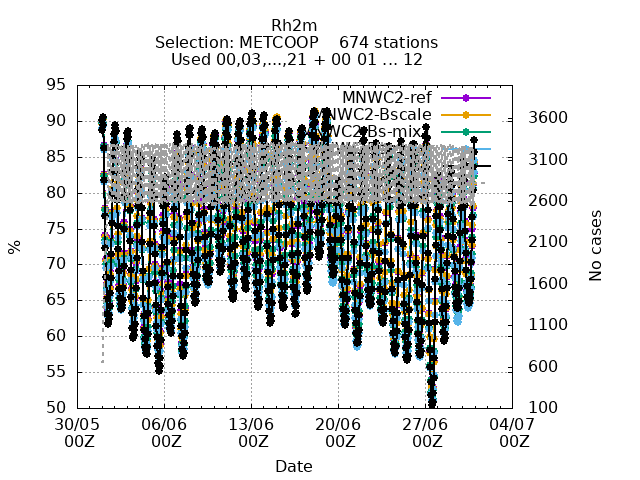 Rh2m
Selection: METCOOP 674 stations
Used 00,03,...,21 + 00 01 ... 12
95
90
85
80
75
70
65
60
55
50
%
3600
3100
2600
2100
1600
1100
600
100
No cases
MNWC2-ref
30/05 06/06 13/06 20/06 27/06 04/07
00Z 00Z 00Z 00Z 00Z 00Z
Date